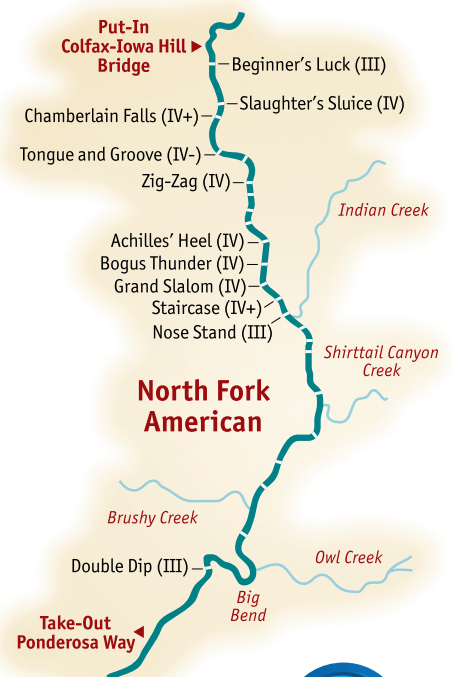 Put-In
Colfax-Iowa Hill
Bridge
Beginner's Luck (III)
Slaughter's Sluice (IV)
Chamberlain Falls (IV+)
Tongue and Groove (IV-)
Zig-Zag (IV)
Indian Creek
Achilles' Heel (IV)
Bogus Thunder (IV)
Grand Slalom (IV)
Staircase (IV+)
Nose Stand (III)
Shirttail Canyon
Creek
North Fork
American
Brushy Creek
Double Dip (III)
Owl Creek
Big
Bend
Take-Out
Ponderosa Way